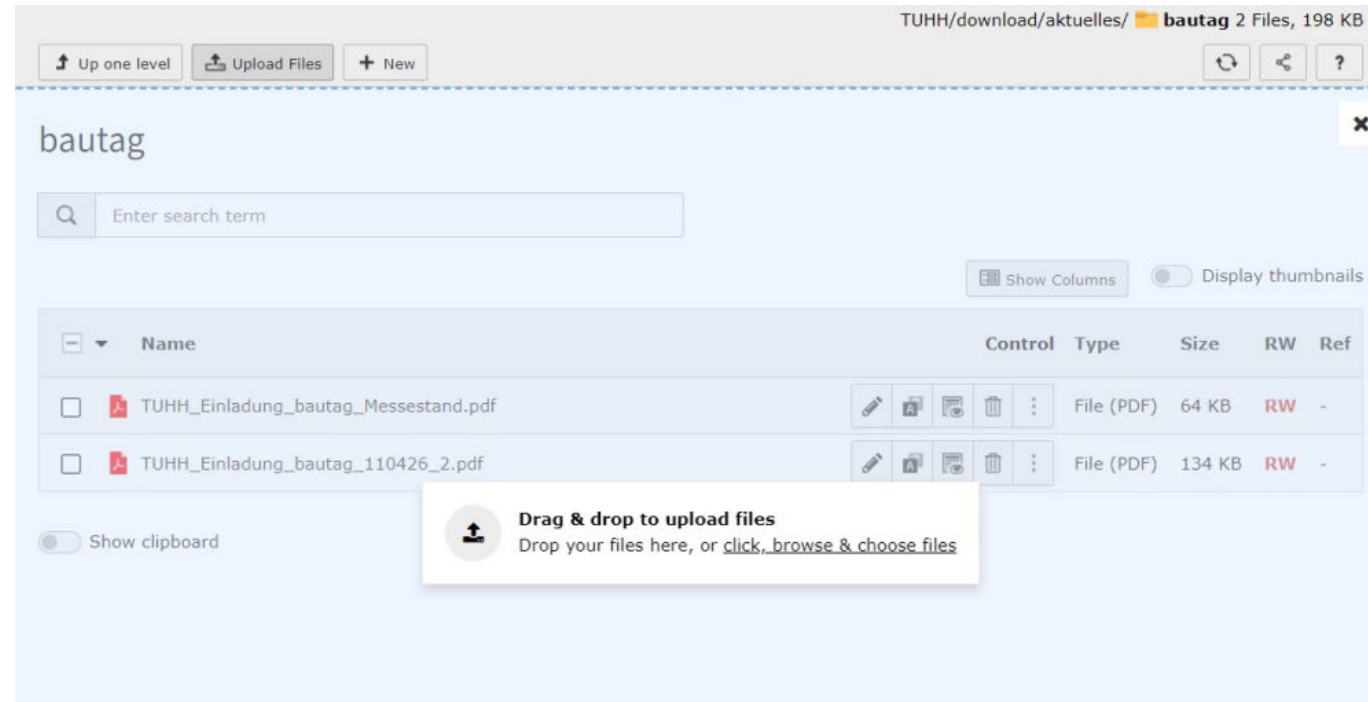 TUHH/download/aktuelles/ bautag 2 Files, 198 KB
Up one level Upload Files + New ?
bautag
Enter search term
Show Columns Display thumbnails
Name Control Type Size RW Ref
TUHH_Einladung_bautag_Messestand.pdf File (PDF) 64 KB RW -
TUHH_Einladung_bautag_110426_2.pdf File (PDF) 134 KB RW -
Drag & drop to upload files
Show clipboard
Drop your files here, or click, browse & choose files